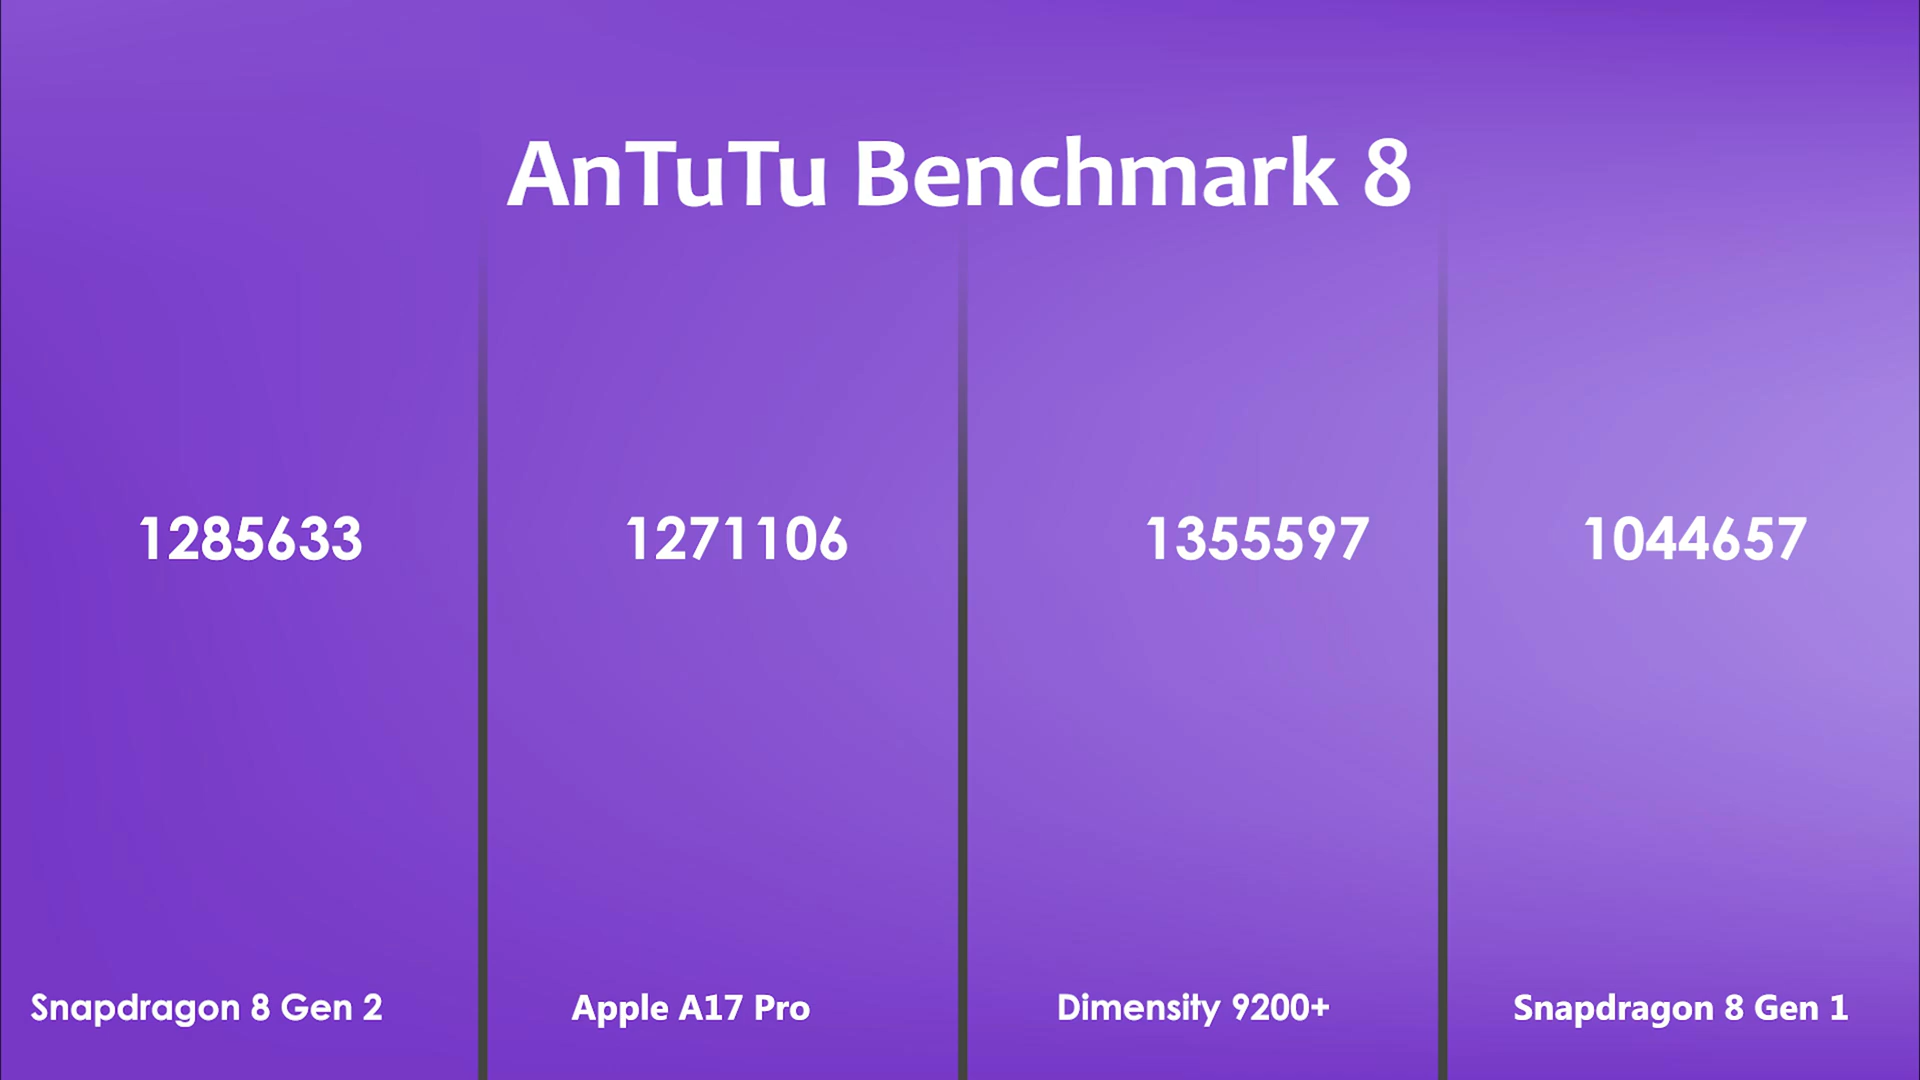 AnTuTu Benchmark 8
1285633
1271106
1355597
1044657
Snapdragon 8 Gen 2
Apple A17 Pro
Dimensity 9200+
Snapdragon 8 Gen 1